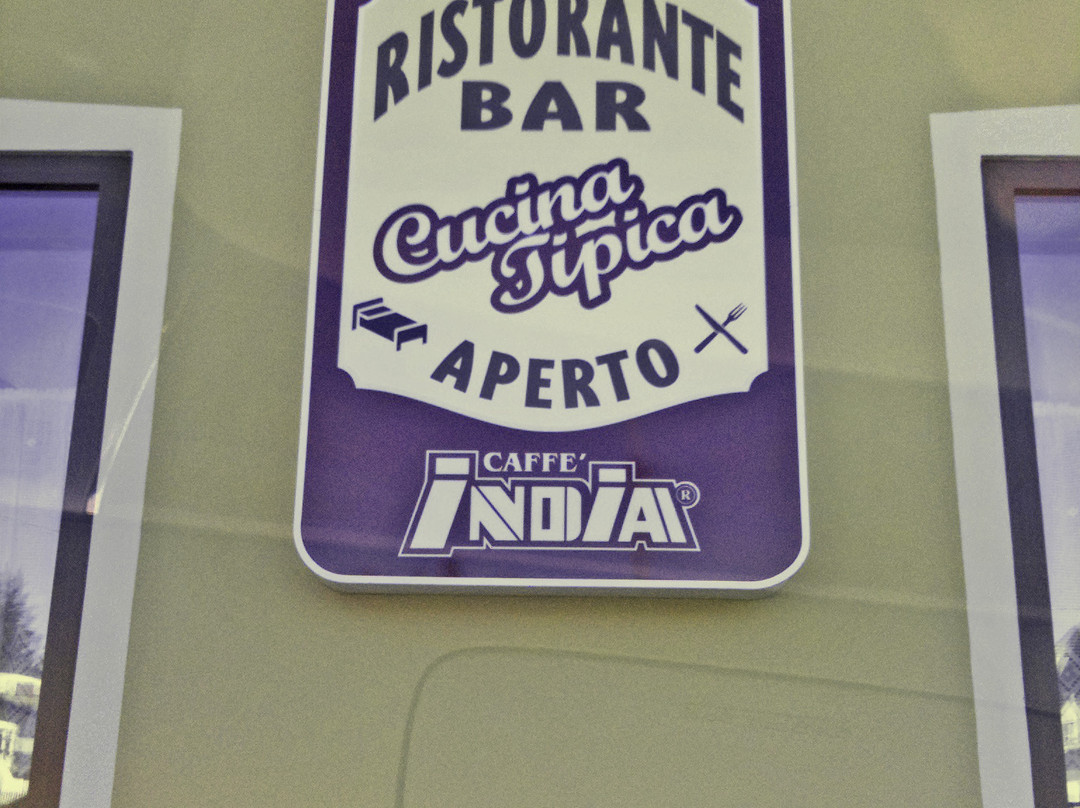 RISTORANTE
BAR
Cucina
Tipica
APERTO
CAFFE'
INDIA®